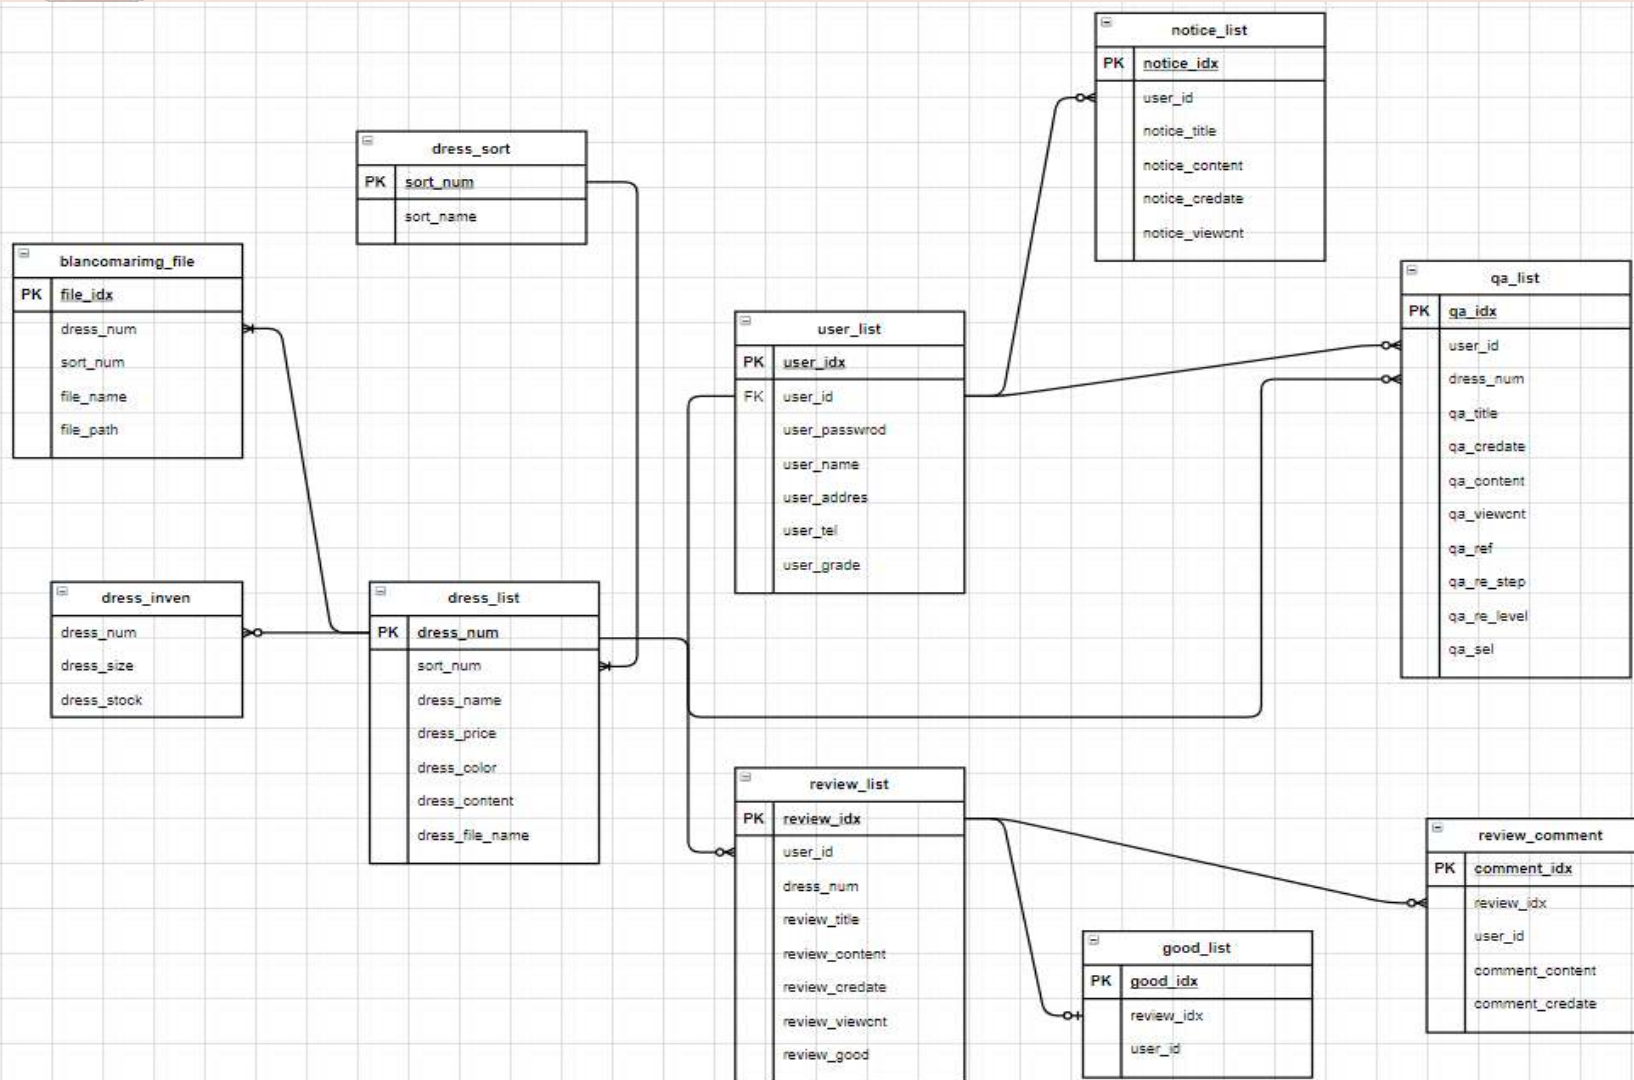 notice_list
PK notice_idx
user_id
notice_title
notice_content
notice_credate
notice_viewcnt
dress_sort
PK sort_num
sort_name
blancomarimg_file
PK file_idx
dress_num
sort_num
file_name
file_path
user_list
PK user_idx
FK user_id
user_passwrod
user_name
user_addres
user_tel
user_grade
qa_list
PK qa_idx
user_id
dress_num
qa_title
qa_credate
qa_content
qa_viewcnt
qa_ref
qa_re_step
qa_re_level
qa_sel
dress_inven
dress_num
dress_size
dress_stock
dress_list
PK dress_num
sort_num
dress_name
dress_price
dress_color
dress_content
dress_file_name
review_list
PK review_idx
user_id
dress_num
review_title
review_content
review_credate
review_viewcnt
review_good
good_list
PK good_idx
review_idx
user_id
review_comment
PK comment_idx
review_idx
user_id
comment_content
comment_credate